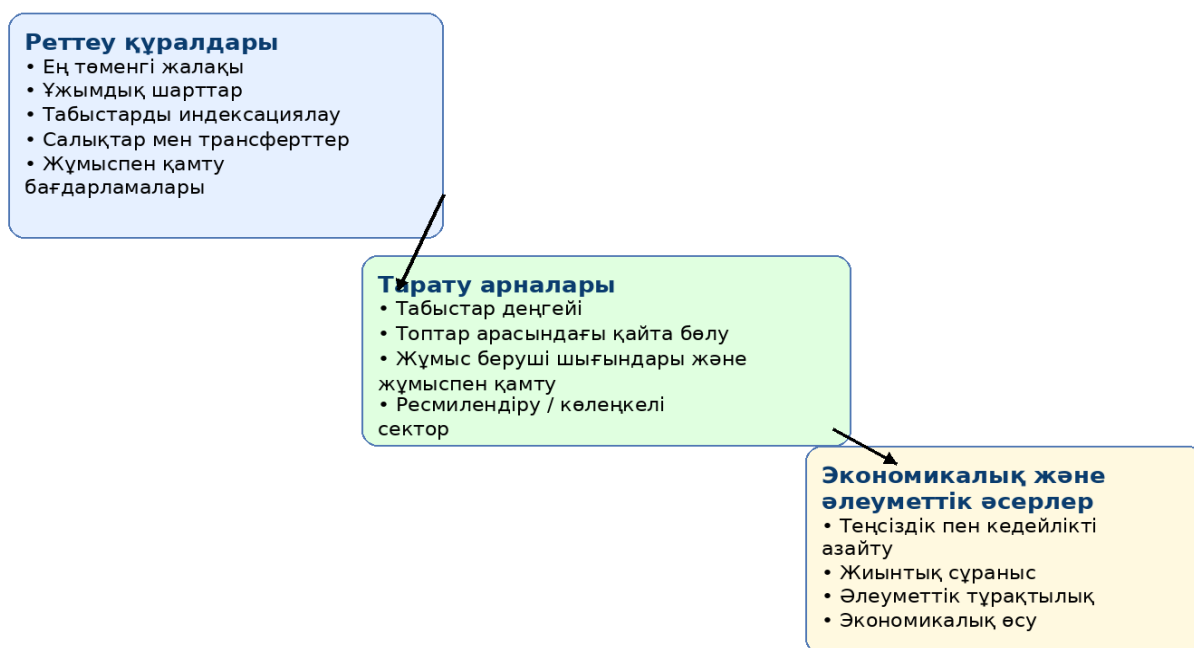 Реттеу құралдары
• Ең төменгі жалақы
• Ұжымдық шарттар
• Табыстарды индексациялау
• Салықтар мен трансферттер
• Жұмыспен қамту
бағдарламалары
Тарату арналары
• Табыстар деңгейі
• Топтар арасындағы қайта бөлу
• Жұмыс беруші шығындары және
жұмыспен қамту
• Ресмилендіру / көлеңкелі
сектор
Экономикалық және
әлеуметтік әсерлер
• Теңсіздік пен кедейлікті
азайту
• Жиынтық сұраныс
• Әлеуметтік тұрақтылық
• Экономикалық өсу